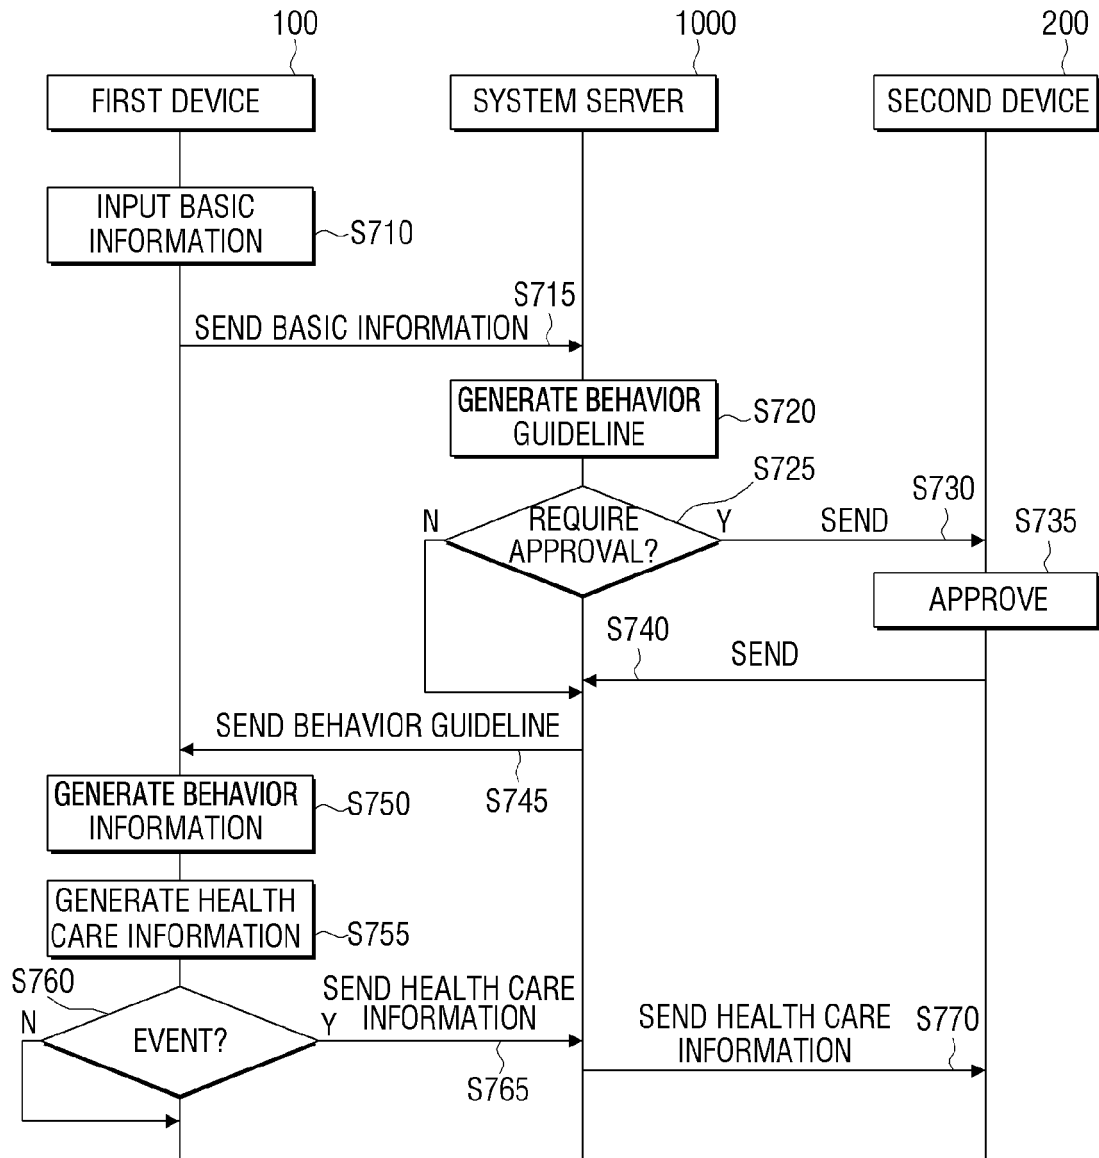 100
1000
200
FIRST DEVICE
SYSTEM SERVER
SECOND DEVICE
INPUT BASIC
INFORMATION
S710
S715
SEND BASIC INFORMATION
GENERATE BEHAVIOR
GUIDELINE
S720
S725
S730
N
REQUIRE
APPROVAL?
Y
SEND
S735
APPROVE
S740
SEND
SEND BEHAVIOR GUIDELINE
S745
GENERATE BEHAVIOR
INFORMATION
S750
GENERATE HEALTH
CARE INFORMATION
S755
S760
N
EVENT?
Y
SEND HEALTH CARE
INFORMATION
S765
SEND HEALTH CARE
INFORMATION
S770